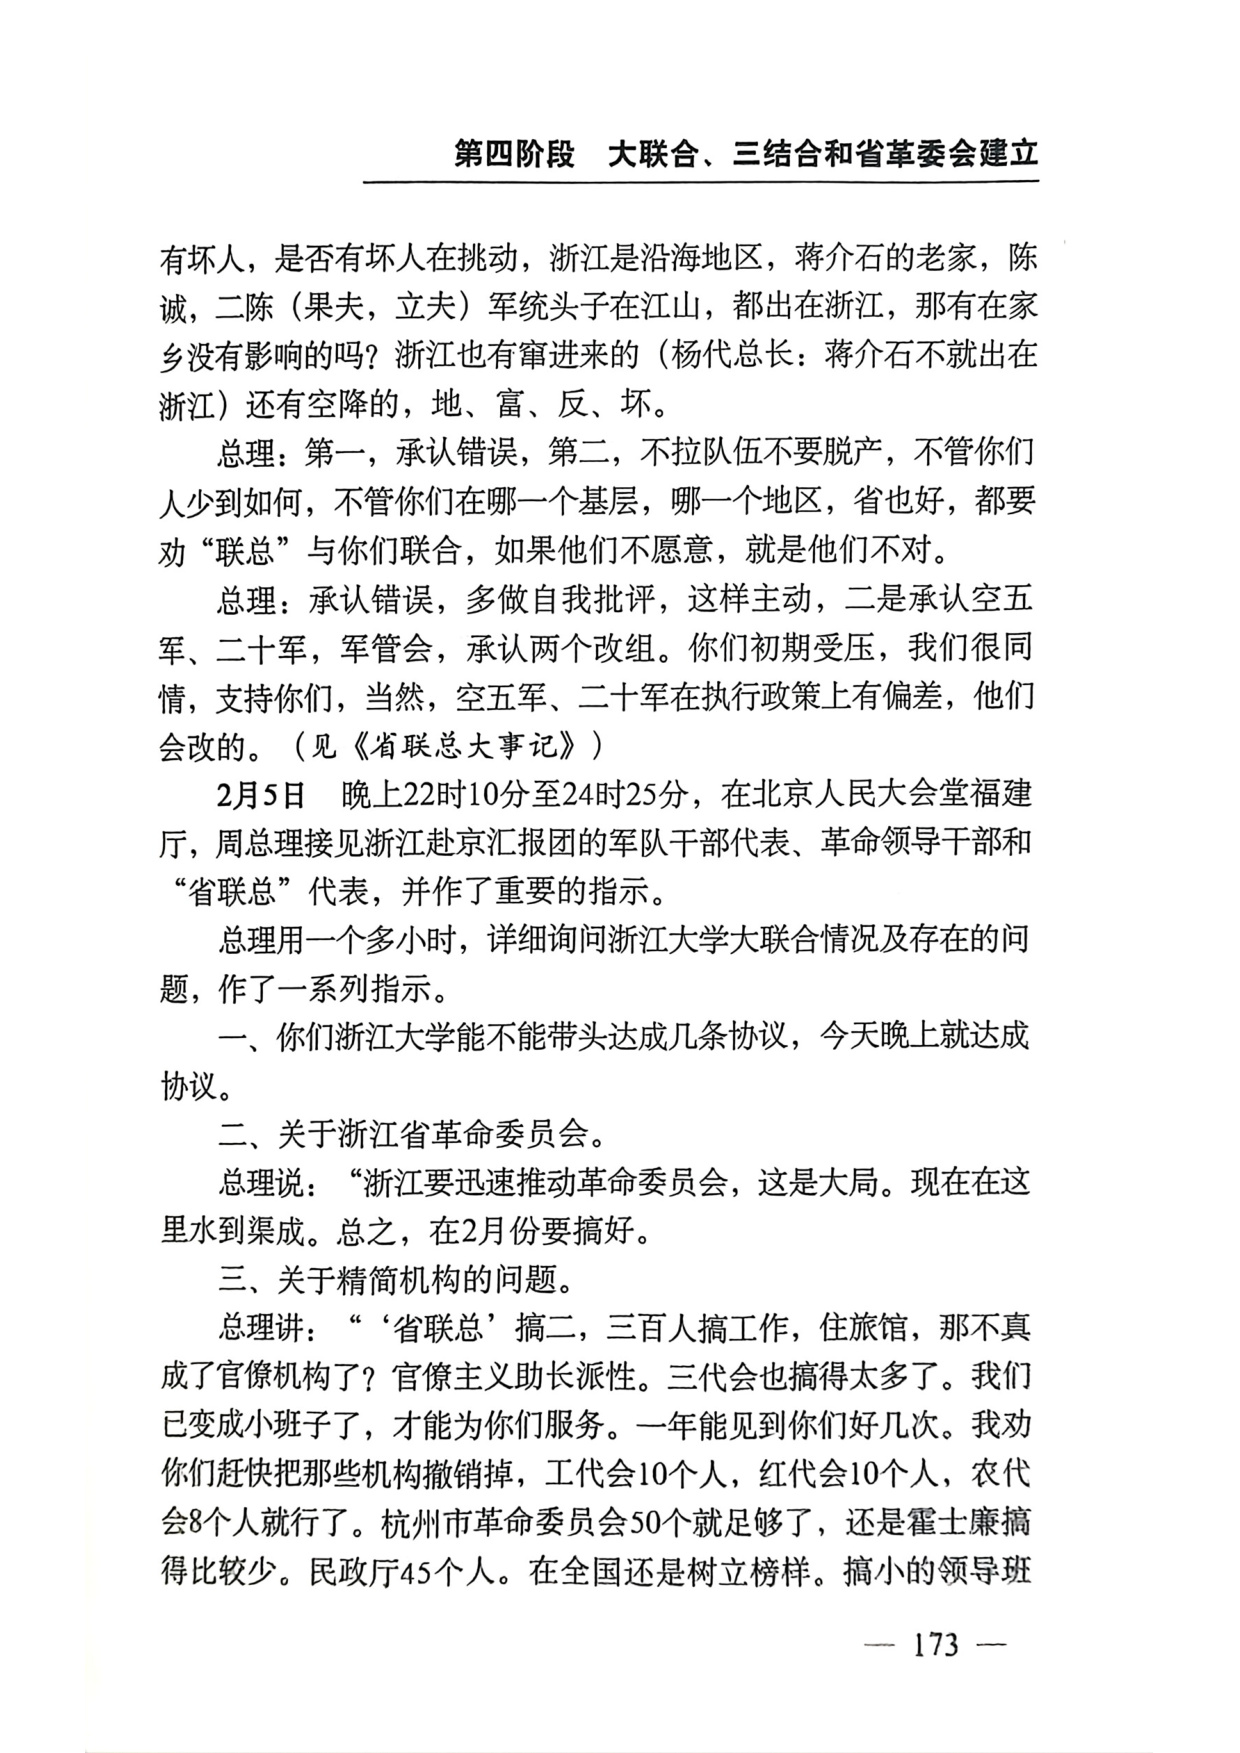 第四阶段　大联合、三结合和省革委会建立
有坏人，是否有坏人在挑动，浙江是沿海地区，蒋介石的老家，陈
诚，二陈（果夫，立夫）军统头子在江山，都出在浙江，那有在家
乡没有影响的吗？浙江也有窜进来的（杨代总长：蒋介石不就出在
浙江）还有空降的，地、富、反、坏。
总理：第一，承认错误，第二，不拉队伍不要脱产，不管你们
人少到如何，不管你们在哪一个基层，哪一个地区，省也好，都要
劝“联总”与你们联合，如果他们不愿意，就是他们不对。
总理：承认错误，多做自我批评，这样主动，二是承认空五
军、二十军，军管会，承认两个改组。你们初期受压，我们很同
情，支持你们，当然，空五军、二十军在执行政策上有偏差，他们
会改的。（见《省联总大事记》）
2月5日　晚上22时10分至24时25分，在北京人民大会堂福建
厅，周总理接见浙江赴京汇报团的军队干部代表、革命领导干部和
“省联总”代表，并作了重要的指示。
总理用一个多小时，详细询问浙江大学大联合情况及存在的问
题，作了一系列指示。
一、你们浙江大学能不能带头达成几条协议，今天晚上就达成
协议。
二、关于浙江省革命委员会。
总理说：“浙江要迅速推动革命委员会，这是大局。现在在这
里水到渠成。总之，在2月份要搞好。
三、关于精简机构的问题。
总理讲：“‘省联总’搞二，三百人搞工作，住旅馆，那不真
成了官僚机构了？官僚主义助长派性。三代会也搞得太多了。我们
已变成小班子了，才能为你们服务。一年能见到你们好几次。我劝
你们赶快把那些机构撤销掉，工代会10个人，红代会10个人，农代
会8个人就行了。杭州市革命委员会50个就足够了，还是霍士廉搞
得比较少。民政厅45个人。在全国还是树立榜样。搞小的领导班
— 173 —